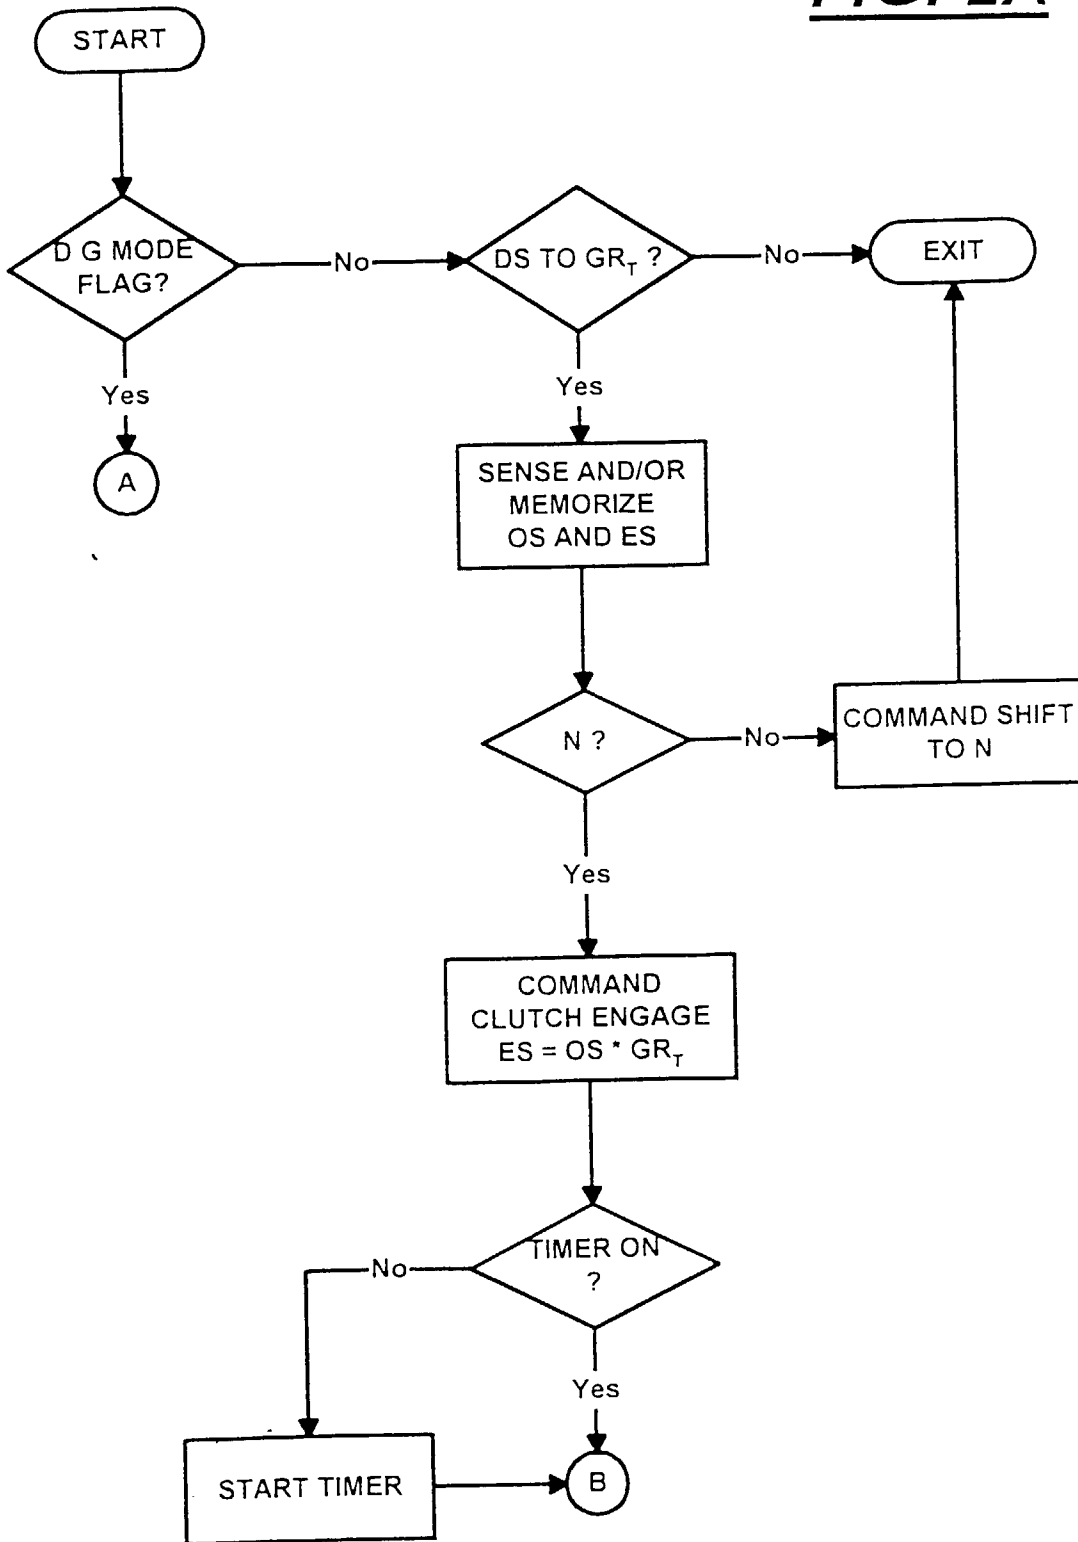 START
D G MODE
FLAG?
No
DS TO GR_T ?
No
EXIT
Yes
A
Yes
SENSE AND/OR
MEMORIZE
OS AND ES
N ?
No
COMMAND SHIFT
TO N
Yes
COMMAND
CLUTCH ENGAGE
ES = OS * GR_T
TIMER ON
?
No
Yes
START TIMER
B